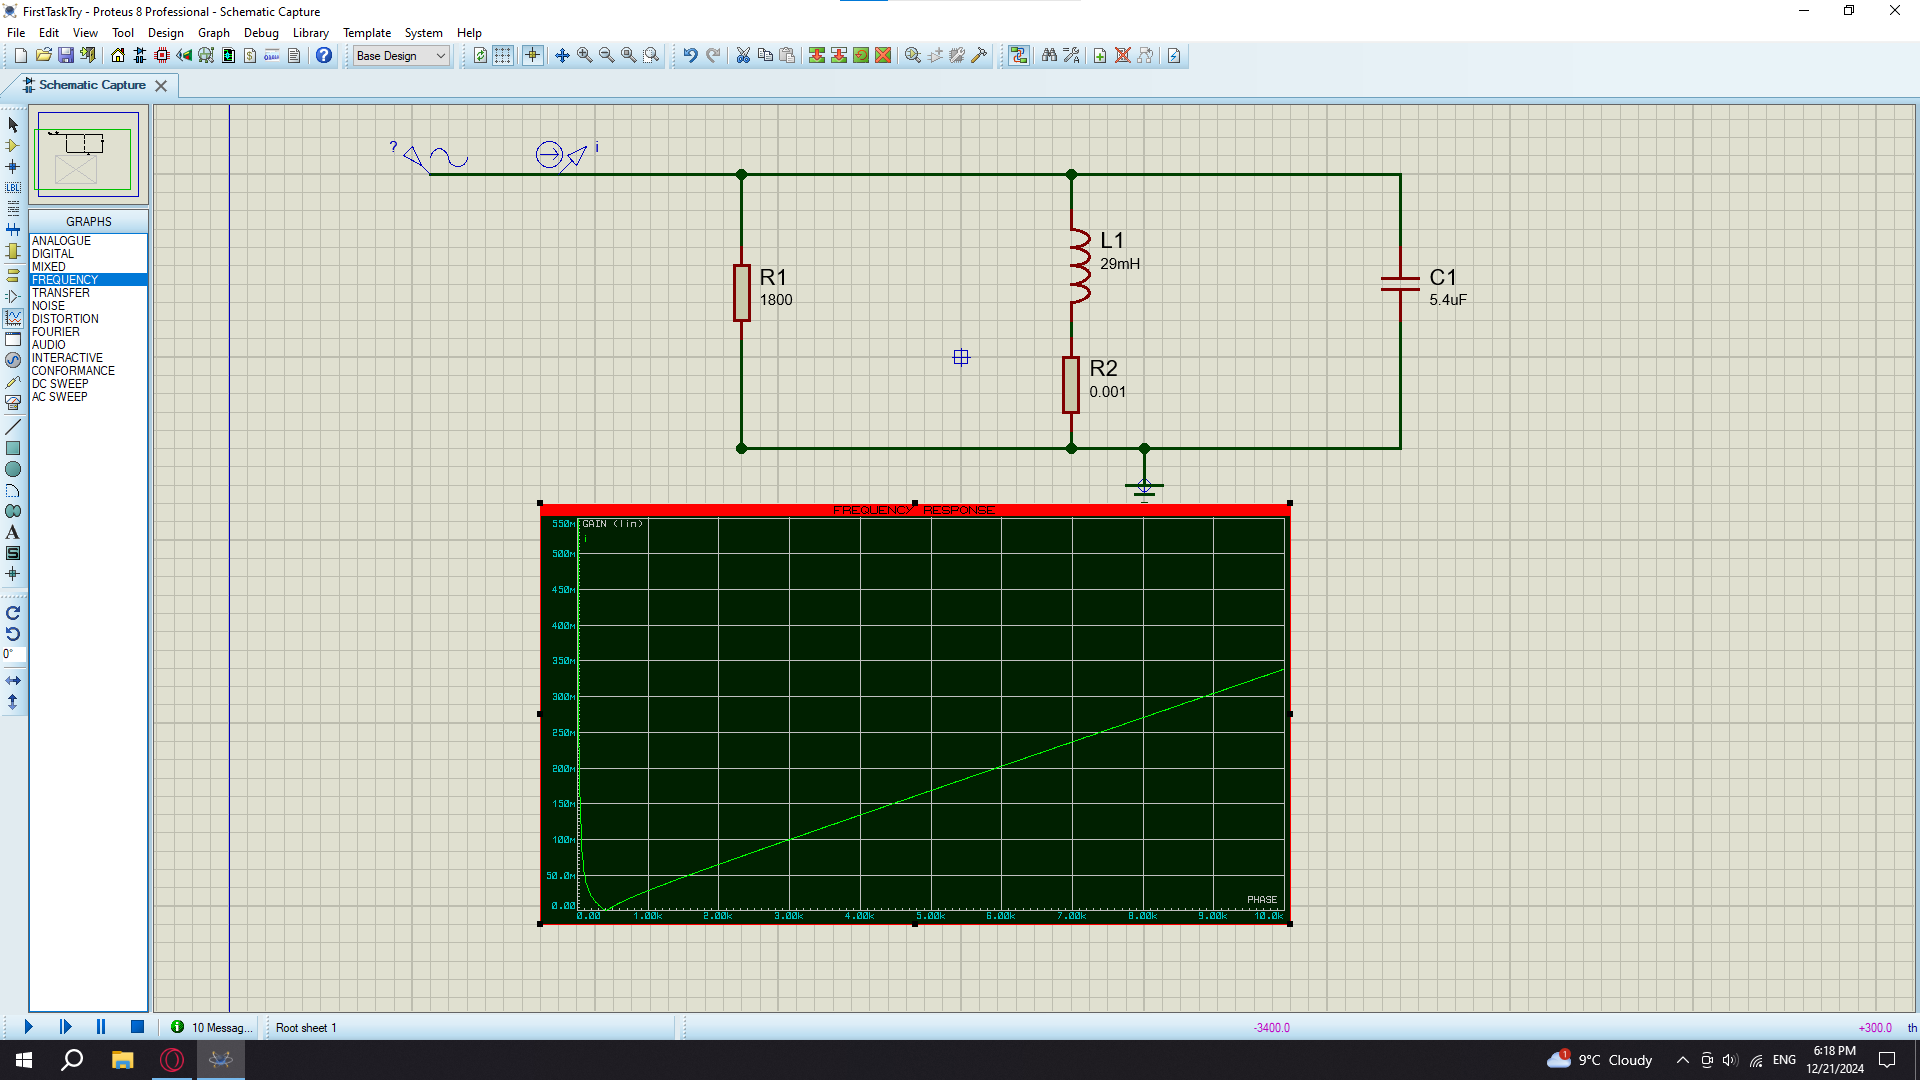 FirstTaskTry - Proteus 8 Professional - Schematic Capture
File Edit View Tool Design Graph Debug Library Template System Help
Base Design
Schematic Capture
GRAPHS
ANALOGUE
DIGITAL
MIXED
FREQUENCY
TRANSFER
NOISE
DISTORTION
FOURIER
AUDIO
INTERACTIVE
CONFORMANCE
DC SWEEP
AC SWEEP
LBL
A
S
0°
?
i
R1
1800
L1
29mH
R2
0.001
C1
5.4uF
FREQUENCY RESPONSE
GAIN (lin)
i
550m
500m
450m
400m
350m
300m
250m
200m
150m
100m
50.0m
0.00
PHASE
0.00 1.00k 2.00k 3.00k 4.00k 5.00k 6.00k 7.00k 8.00k 9.00k 10.0k
10 Messag...
Root sheet 1
-3400.0
+300.0
th
1
9°C Cloudy
ENG
6:18 PM
12/21/2024